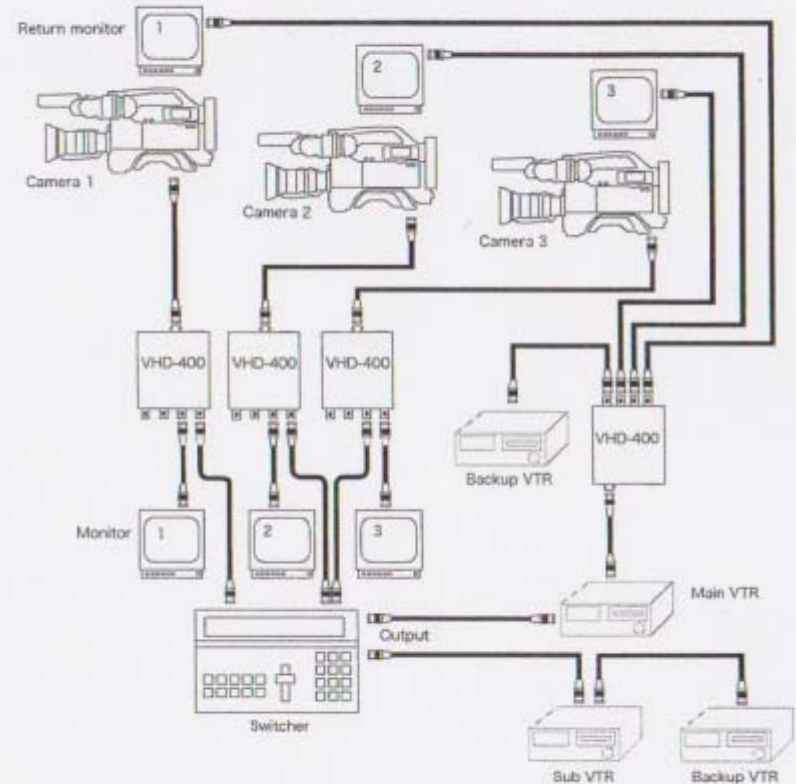 Return monitor
1
2
3
Camera 1
Camera 2
Camera 3
VHD-400
VHD-400
VHD-400
VHD-400
Backup VTR
Monitor
1
2
3
Main VTR
Output
Switcher
Sub VTR
Backup VTR